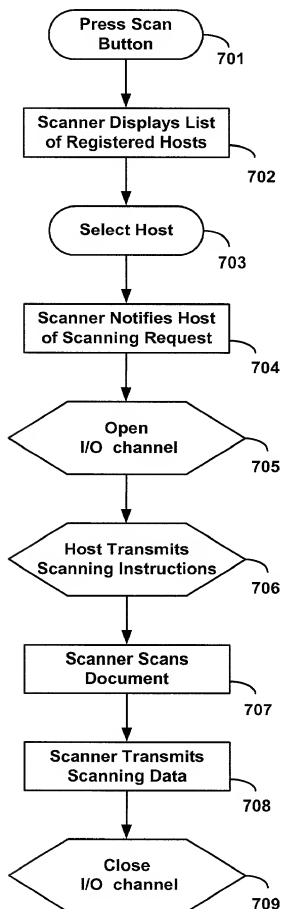 Press Scan
Button
701
Scanner Displays List
of Registered Hosts
702
Select Host
703
Scanner Notifies Host
of Scanning Request
704
Open
I/O channel
705
Host Transmits
Scanning Instructions
706
Scanner Scans
Document
707
Scanner Transmits
Scanning Data
708
Close
I/O channel
709